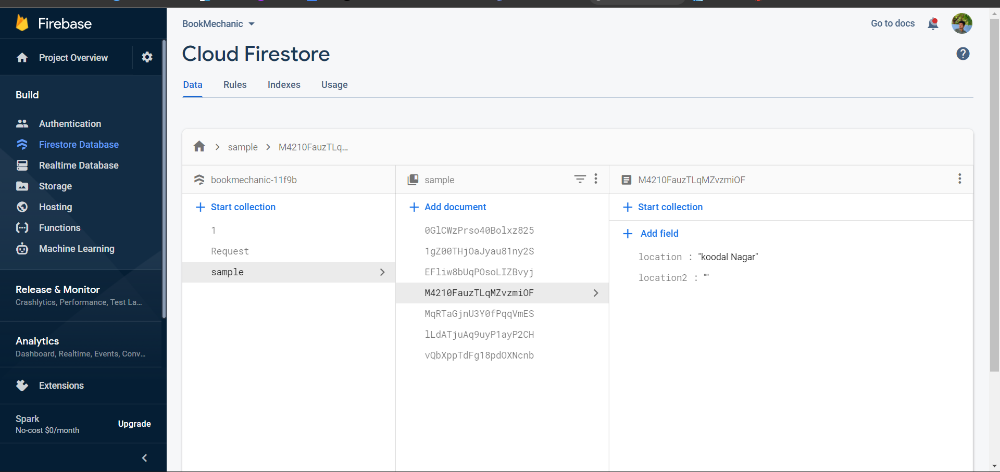 Firebase
Project Overview
Build
Authentication
Firestore Database
Realtime Database
Storage
Hosting
Functions
Machine Learning
Release & Monitor
Crashlytics, Performance, Test La...
Analytics
Dashboard, Realtime, Events, Conv...
Extensions
Spark
No-cost $0/month
Upgrade
BookMechanic
Go to docs
Cloud Firestore
Data Rules Indexes Usage
sample M4210FauzTLq...
bookmechanic-11f9b
Start collection
1
Request
sample
sample
Add document
0GlCWzPrso40Bolxz825
1gZ00THjOaJyau81ny2S
EFliw8bUqPOsoLIZBvyj
M4210FauzTLqMZvzmiOF
MqRTaGjnU3Y0fPqqVmES
lLdATjuAq9uyP1ayP2CH
vQbXppTdFg18pdOXNcnb
M4210FauzTLqMZvzmiOF
Start collection
Add field
location : "koodal Nagar"
location2 : ""